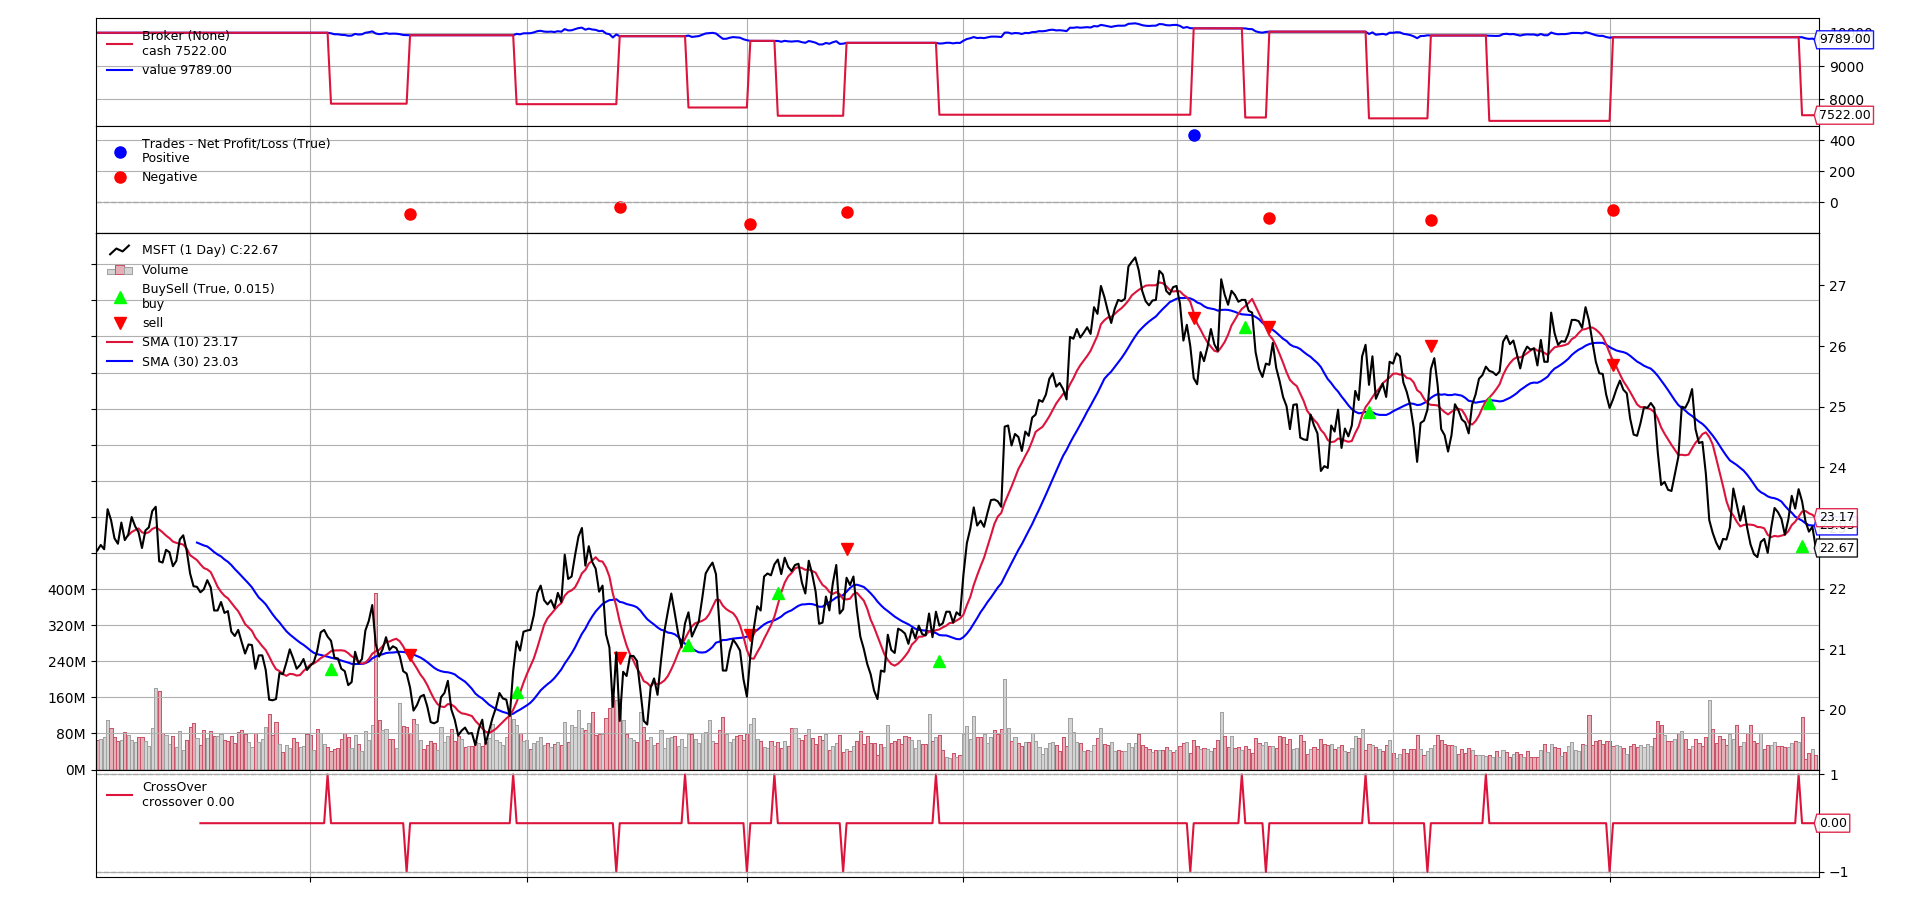 Broker (None)
cash 7522.00
value 9789.00
10000
9789.00
9000
8000
7522.00
Trades - Net Profit/Loss (True)
Positive
Negative
400
200
0
MSFT (1 Day) C:22.67
Volume
BuySell (True, 0.015)
buy
sell
SMA (10) 23.17
SMA (30) 23.03
27
26
25
24
23.17
23.03
22.67
22
21
20
400M
320M
240M
160M
80M
0M
CrossOver
crossover 0.00
1
0.00
−1